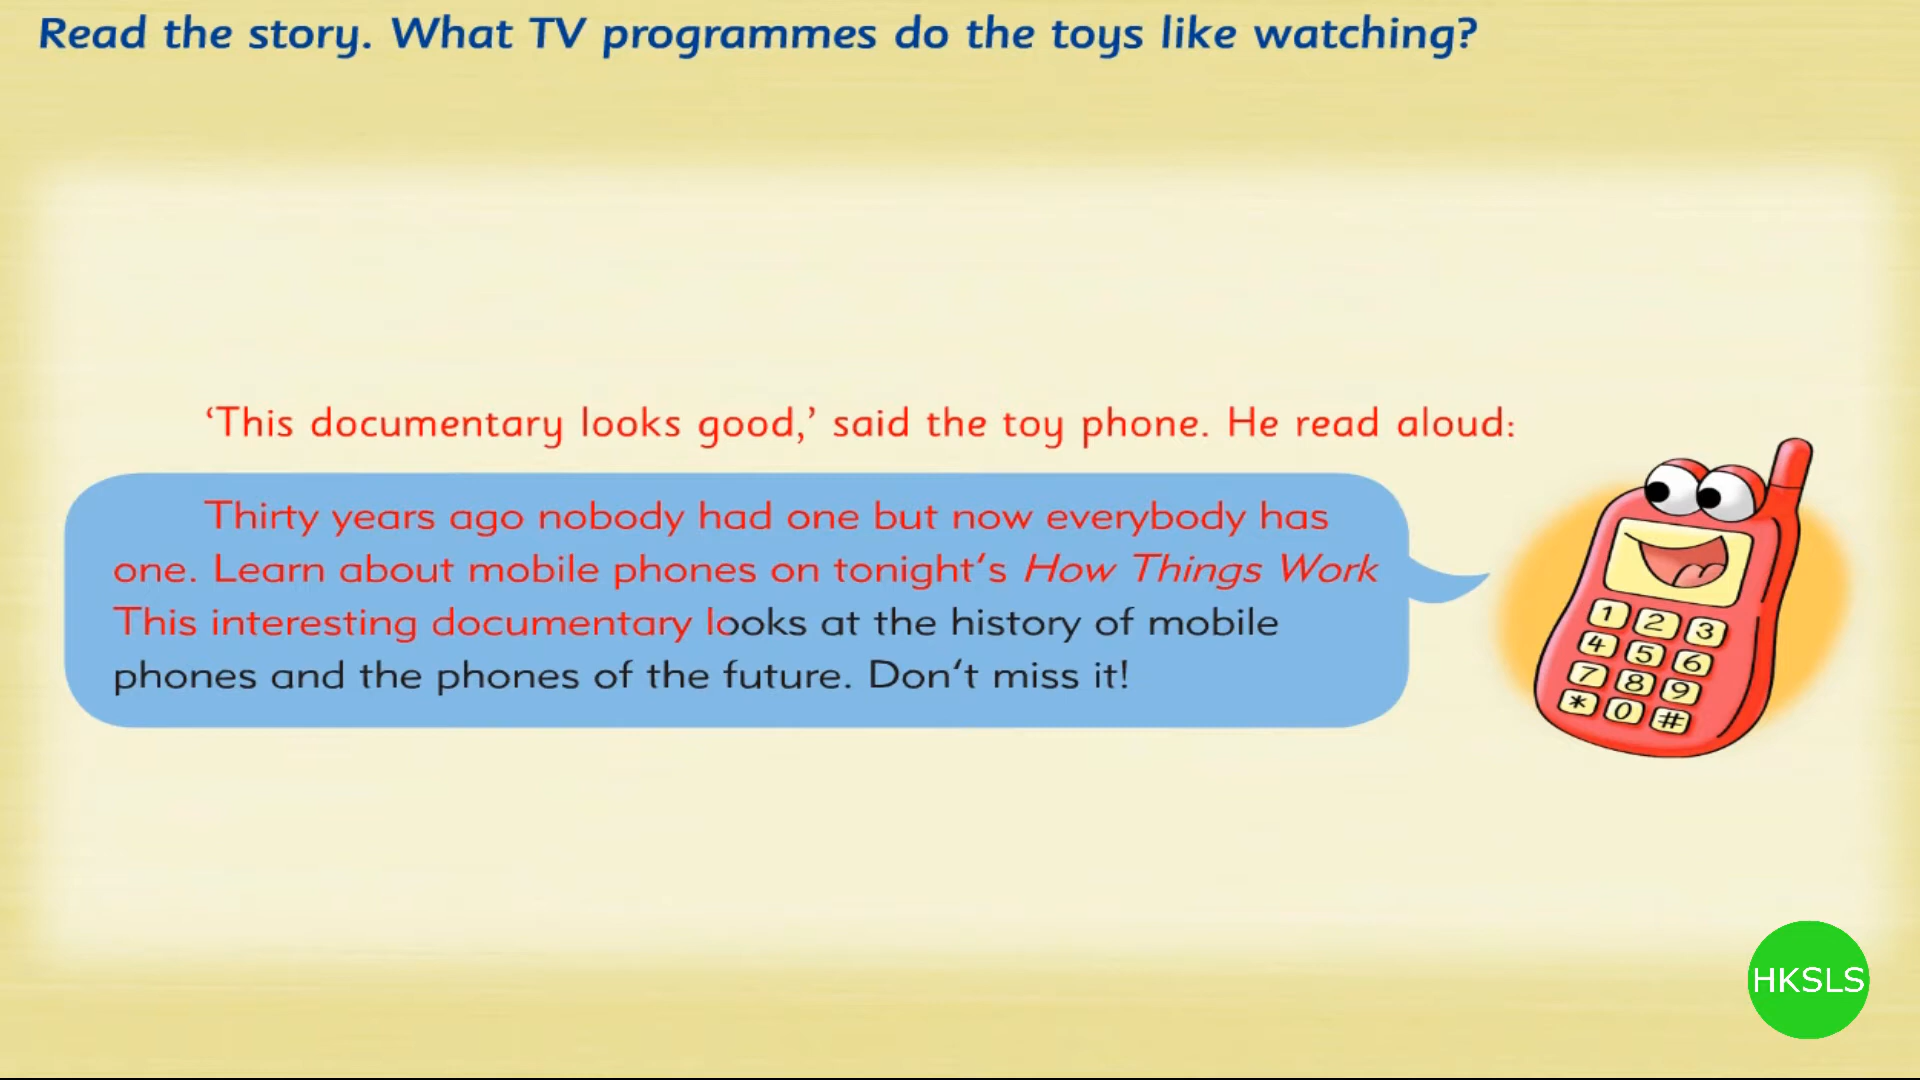 Read the story. What TV programmes do the toys like watching?
‘This documentary looks good,’ said the toy phone. He read aloud:
Thirty years ago nobody had one but now everybody has
one. Learn about mobile phones on tonight‘s How Things Work
This interesting documentary looks at the history of mobile
phones and the phones of the future. Don‘t miss it!
1 2 3
4 5 6
7 8 9
* 0 #
HKSLS